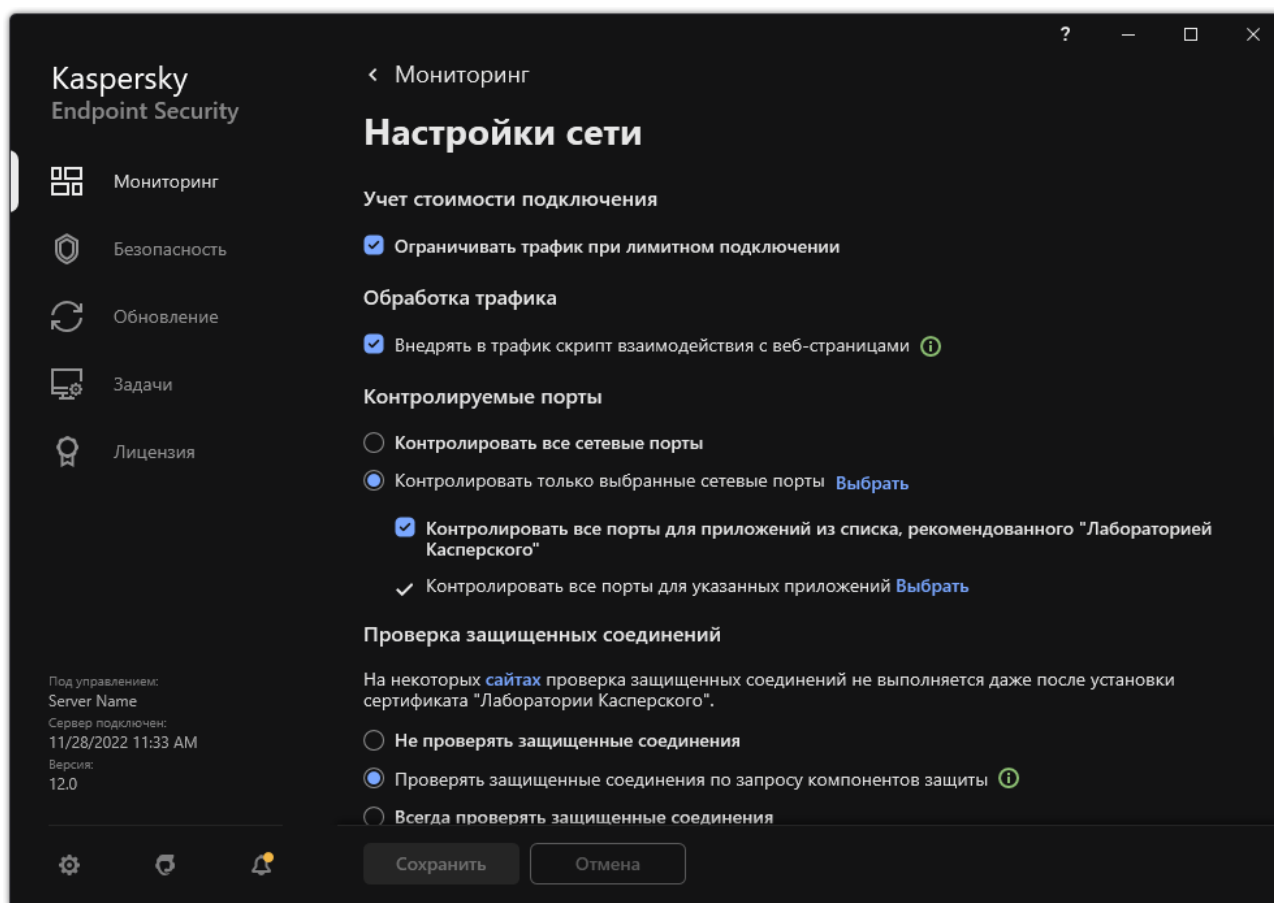 ?
Kaspersky
Endpoint Security
Мониторинг
Безопасность
Обновление
Задачи
Лицензия
Под управлением:
Server Name
Сервер подключен:
11/28/2022 11:33 AM
Версия:
12.0
Мониторинг
Настройки сети
Учет стоимости подключения
Ограничивать трафик при лимитном подключении
Обработка трафика
Внедрять в трафик скрипт взаимодействия с веб-страницами
Контролируемые порты
Контролировать все сетевые порты
Контролировать только выбранные сетевые порты Выбрать
Контролировать все порты для приложений из списка, рекомендованного "Лабораторией
Касперского"
Контролировать все порты для указанных приложений Выбрать
Проверка защищенных соединений
На некоторых сайтах проверка защищенных соединений не выполняется даже после установки
сертификата "Лаборатории Касперского".
Не проверять защищенные соединения
Проверять защищенные соединения по запросу компонентов защиты
Всегда проверять защищенные соединения
Сохранить
Отмена